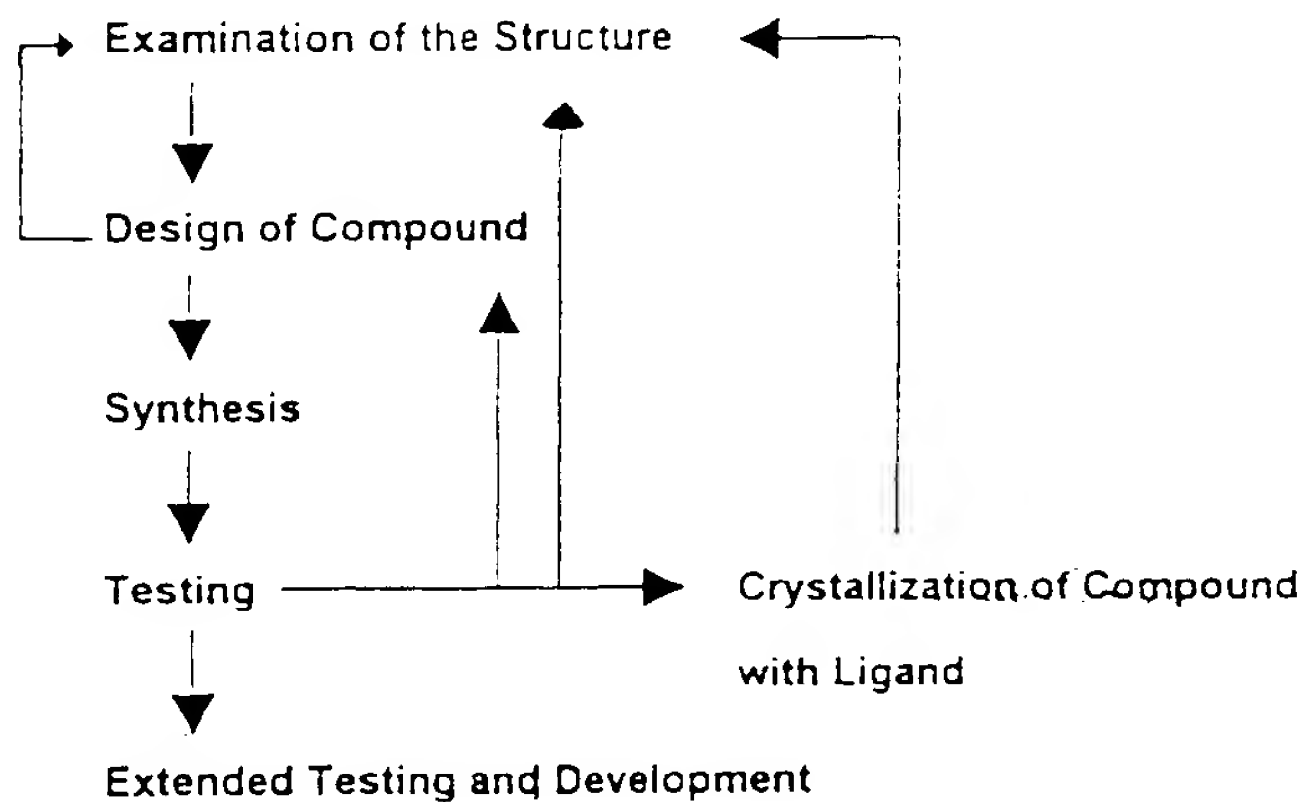 Examination of the Structure
Design of Compound
Synthesis
Testing
Crystallization of Compound
with Ligand
Extended Testing and Development